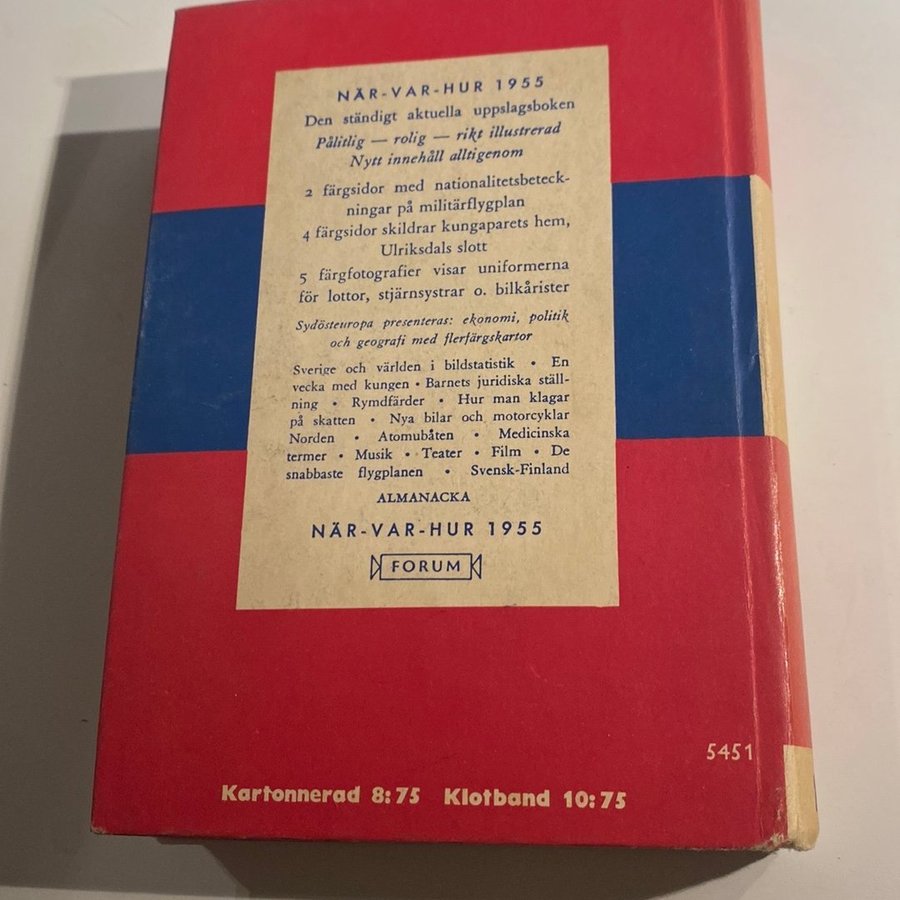 NÄR-VAR-HUR 1955
Den ständigt aktuella uppslagsboken
Pålitlig — rolig — rikt illustrerad
Nytt innehåll alltigenom
2 färgsidor med nationalitetsbeteck-
ningar på militärflygplan
4 färgsidor skildrar kungaparets hem,
Ulriksdals slott
5 färgfotografier visar uniformerna
för lottor, stjärnsystrar o. bilkårister
Sydösteuropa presenteras: ekonomi, politik
och geografi med flerfärgskartor
Sverige och världen i bildstatistik • En
vecka med kungen • Barnets juridiska ställ-
ning • Rymdfärder • Hur man klagar
på skatten • Nya bilar och motorcyklar
Norden • Atomubåten • Medicinska
termer • Musik • Teater • Film • De
snabbaste flygplanen • Svensk-Finland
ALMANACKA
NÄR-VAR-HUR 1955
FORUM
5451
Kartonnerad 8:75 Klotband 10:75